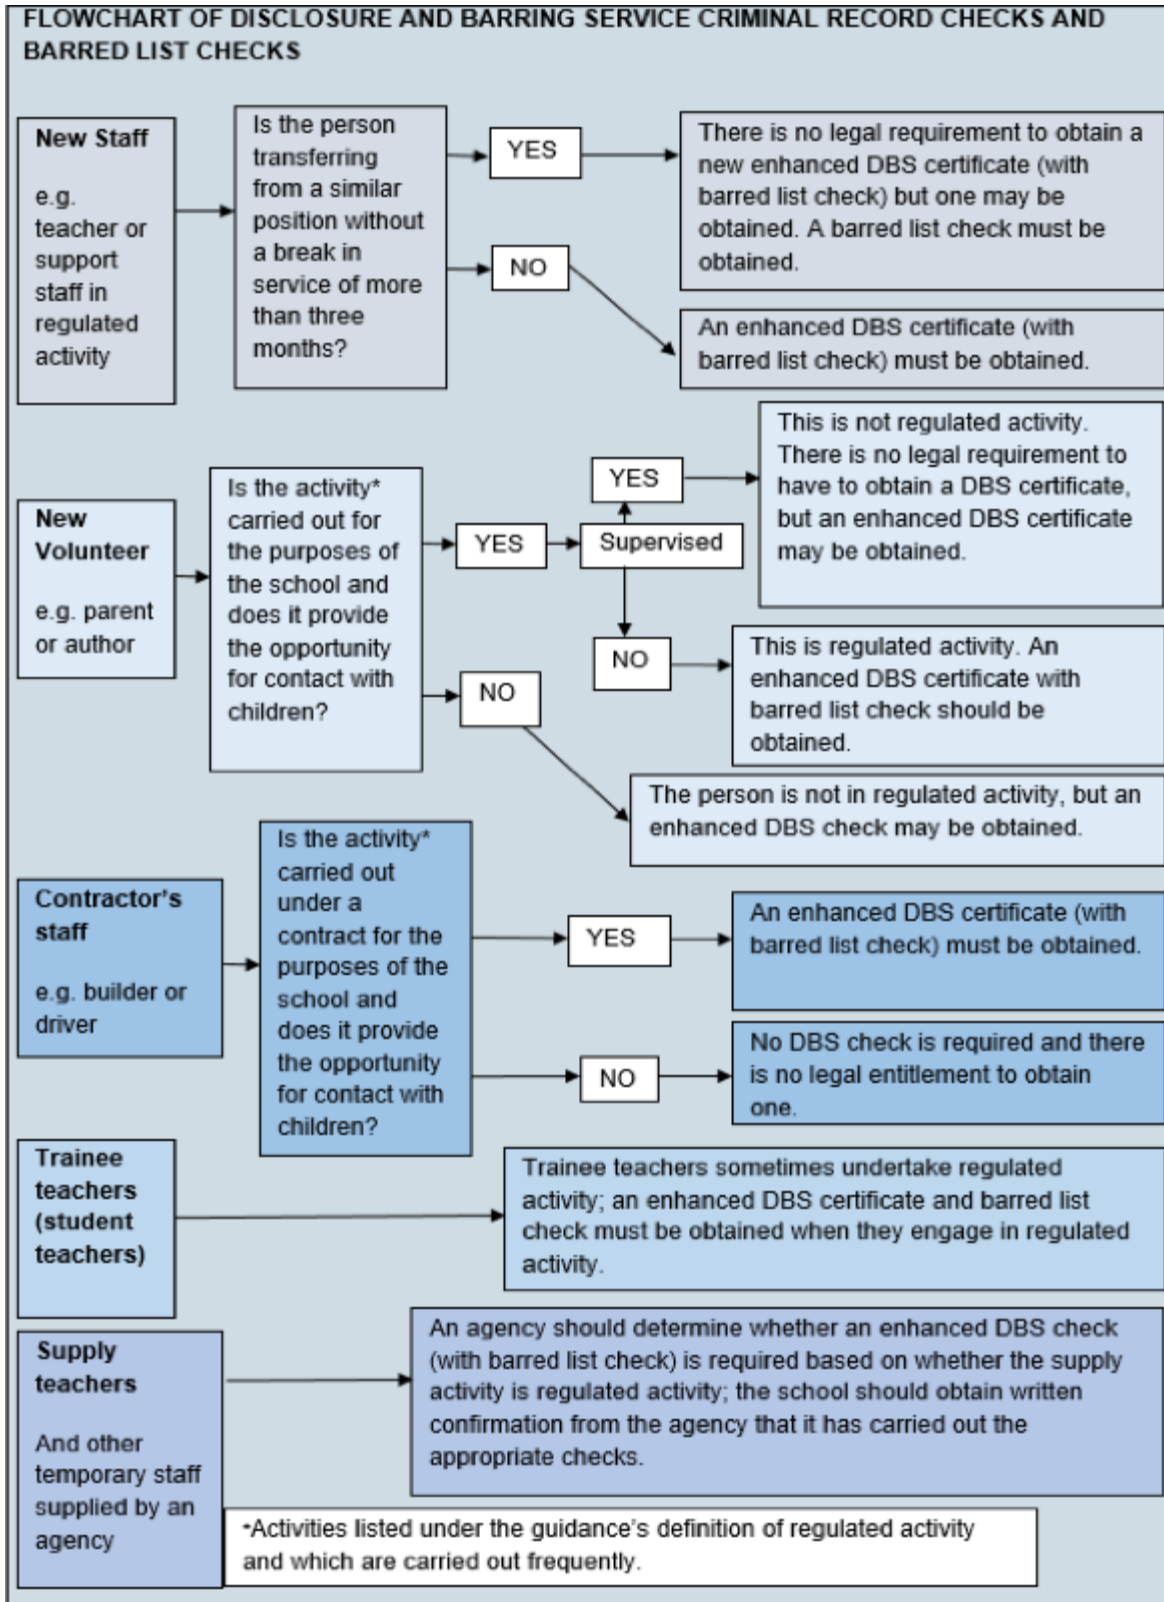 FLOWCHART OF DISCLOSURE AND BARRING SERVICE CRIMINAL RECORD CHECKS AND
BARRED LIST CHECKS
New Staff
e.g.
teacher or
support
staff in
regulated
activity
Is the person
transferring
from a similar
position without
a break in
service of more
than three
months?
YES
There is no legal requirement to obtain a
new enhanced DBS certificate (with
barred list check) but one may be
obtained. A barred list check must be
obtained.
NO
An enhanced DBS certificate (with
barred list check) must be obtained.
New
Volunteer
e.g. parent
or author
Is the activity*
carried out for
the purposes of
the school and
does it provide
the opportunity
for contact with
children?
YES
Supervised
YES
This is not regulated activity.
There is no legal requirement to
have to obtain a DBS certificate,
but an enhanced DBS certificate
may be obtained.
NO
This is regulated activity. An
enhanced DBS certificate with
barred list check should be
obtained.
NO
The person is not in regulated activity, but an
enhanced DBS check may be obtained.
Contractor's
staff
e.g. builder or
driver
Is the activity*
carried out
under a
contract for the
purposes of the
school and
does it provide
the opportunity
for contact with
children?
YES
An enhanced DBS certificate (with
barred list check) must be obtained.
NO
No DBS check is required and there
is no legal entitlement to obtain
one.
Trainee
teachers
(student
teachers)
Trainee teachers sometimes undertake regulated
activity; an enhanced DBS certificate and barred list
check must be obtained when they engage in regulated
activity.
Supply
teachers
And other
temporary staff
supplied by an
agency
An agency should determine whether an enhanced DBS check
(with barred list check) is required based on whether the supply
activity is regulated activity; the school should obtain written
confirmation from the agency that it has carried out the
appropriate checks.
*Activities listed under the guidance's definition of regulated activity
and which are carried out frequently.